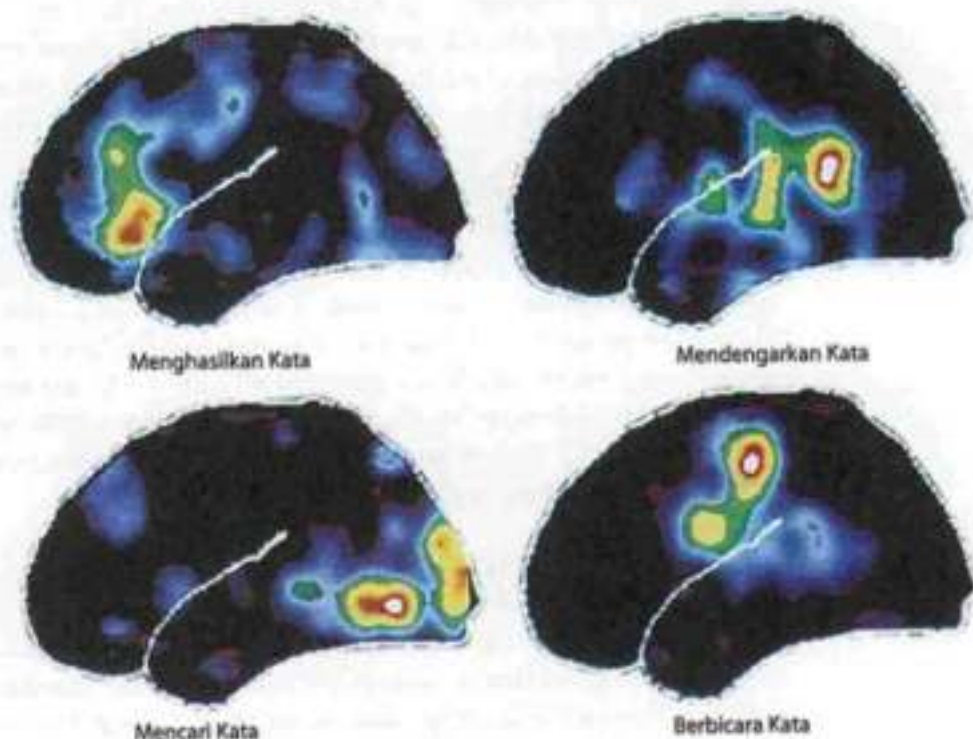 Menghasilkan Kata
Mendengarkan Kata
Mencari Kata
Berbicara Kata